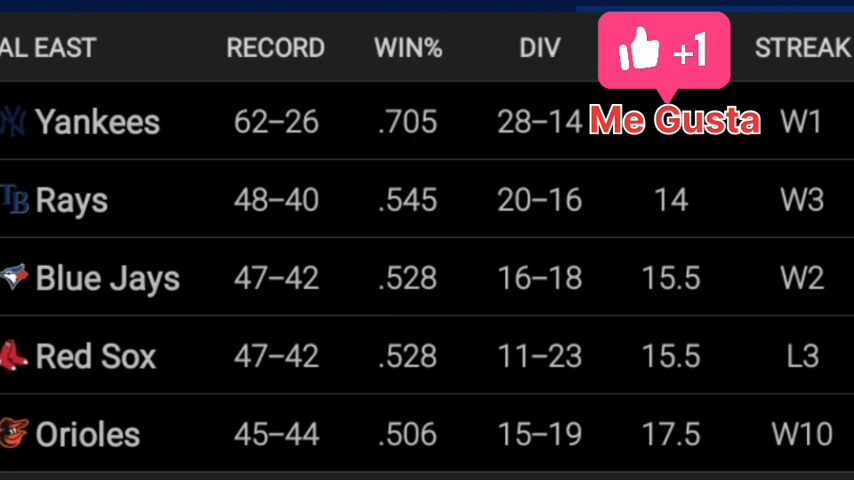 AL EAST RECORD WIN% DIV +1 STREAK
Yankees 62–26 .705 28–14 Me Gusta W1
Rays 48–40 .545 20–16 14 W3
Blue Jays 47–42 .528 16–18 15.5 W2
Red Sox 47–42 .528 11–23 15.5 L3
Orioles 45–44 .506 15–19 17.5 W10